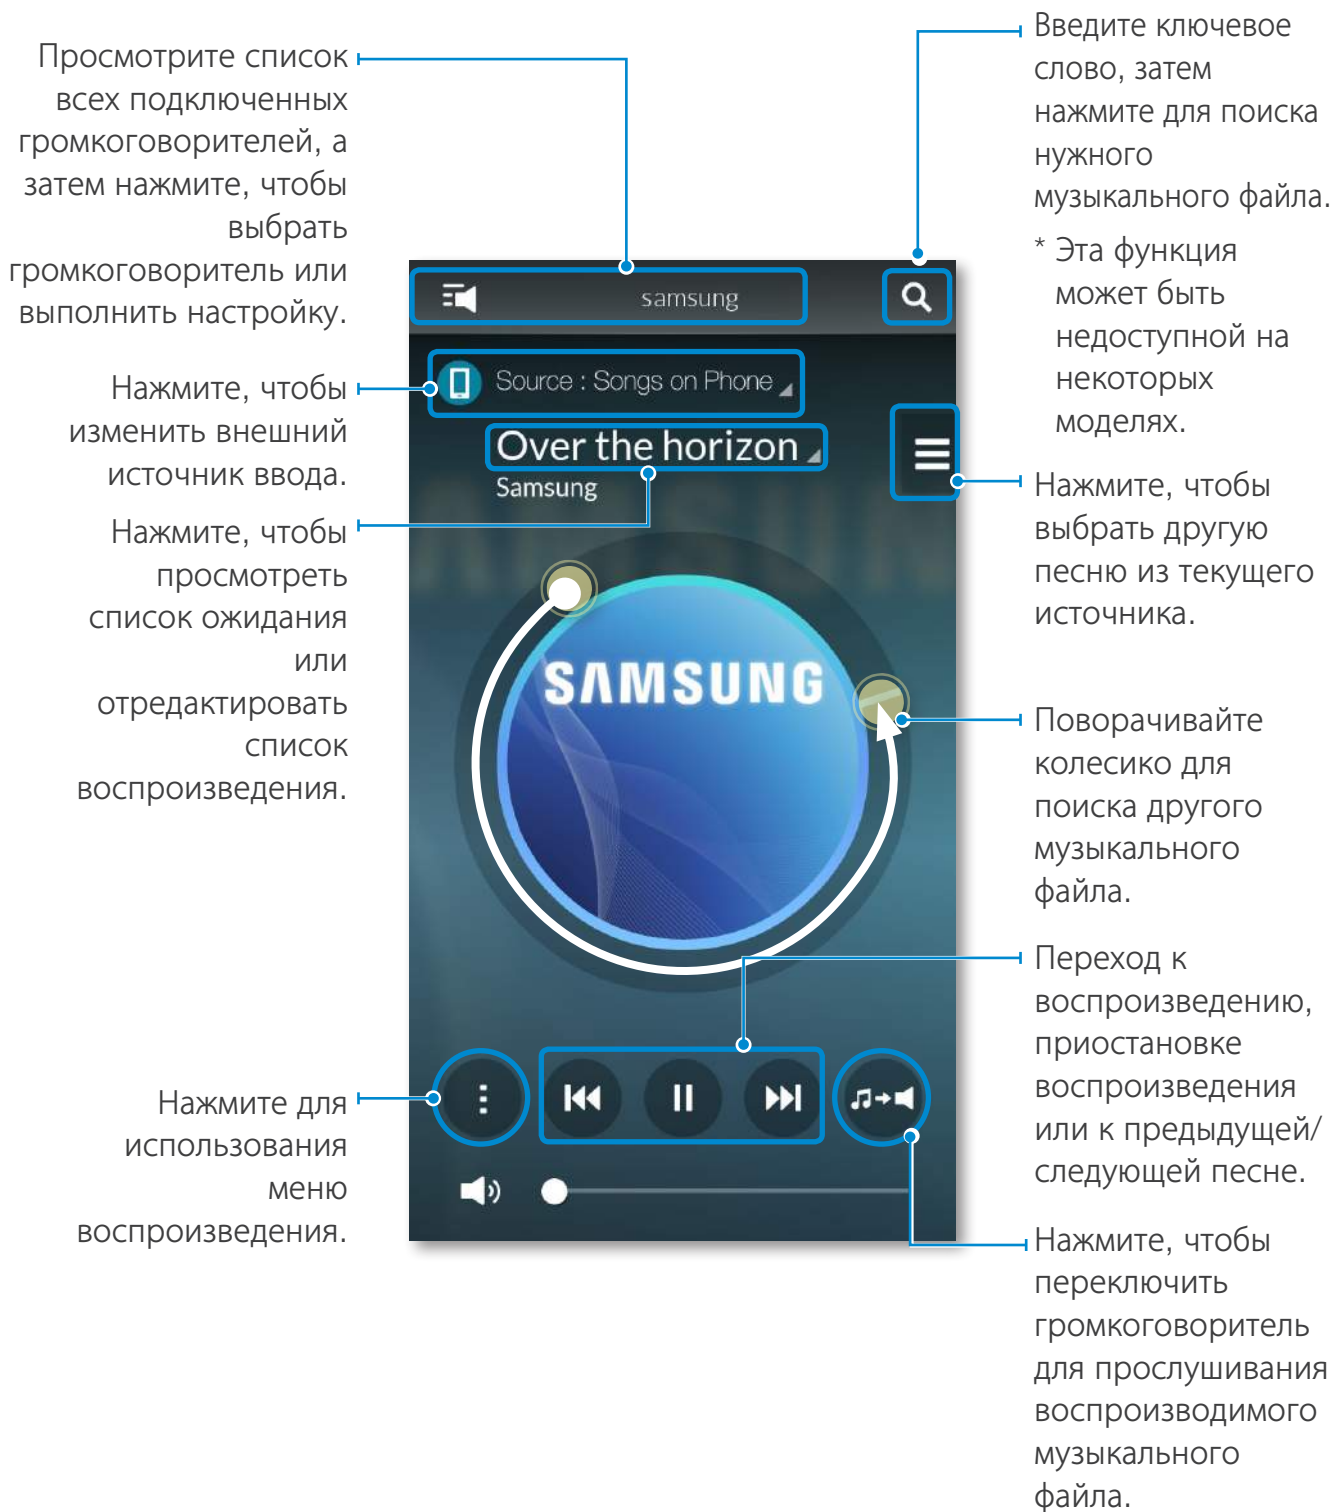 Просмотрите список
всех подключенных
громкоговорителей, а
затем нажмите, чтобы
выбрать
громкоговоритель или
выполнить настройку.
Нажмите, чтобы
изменить внешний
источник ввода.
Нажмите, чтобы
просмотреть
список ожидания
или
отредактировать
список
воспроизведения.
Нажмите для
использования
меню
воспроизведения.
samsung
Source : Songs on Phone
Over the horizon
Samsung
SAMSUNG
Введите ключевое
слово, затем
нажмите для поиска
нужного
музыкального файла.
* Эта функция
может быть
недоступной на
некоторых
моделях.
Нажмите, чтобы
выбрать другую
песню из текущего
источника.
Поворачивайте
колесико для
поиска другого
музыкального
файла.
Переход к
воспроизведению,
приостановке
воспроизведения
или к предыдущей/
следующей песне.
Нажмите, чтобы
переключить
громкоговоритель
для прослушивания
воспроизводимого
музыкального
файла.